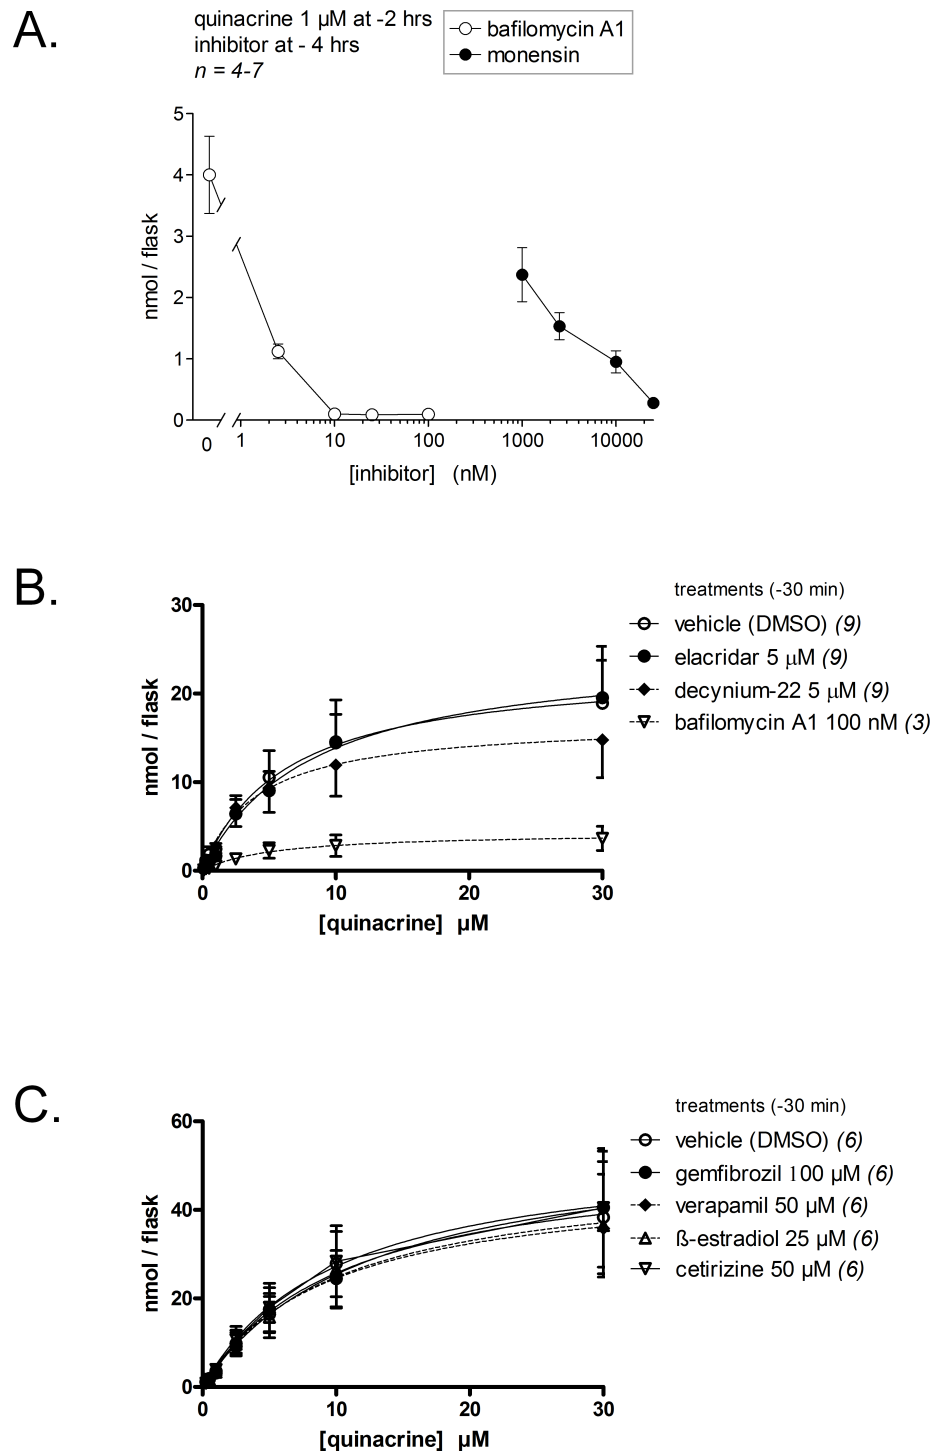 A.
quinacrine 1 µM at -2 hrs
inhibitor at - 4 hrs
n = 4-7
bafilomycin A1
monensin
5
4
3
2
1
0
nmol / flask
0 1 10 100 1000 10000
[inhibitor] (nM)
B.
treatments (-30 min)
vehicle (DMSO) (9)
elacridar 5 µM (9)
decynium-22 5 µM (9)
bafilomycin A1 100 nM (3)
30
20
10
0
nmol / flask
0 10 20 30
[quinacrine] µM
C.
treatments (-30 min)
vehicle (DMSO) (6)
gemfibrozil 100 µM (6)
verapamil 50 µM (6)
ß-estradiol 25 µM (6)
cetirizine 50 µM (6)
60
40
20
0
nmol / flask
0 10 20 30
[quinacrine] µM